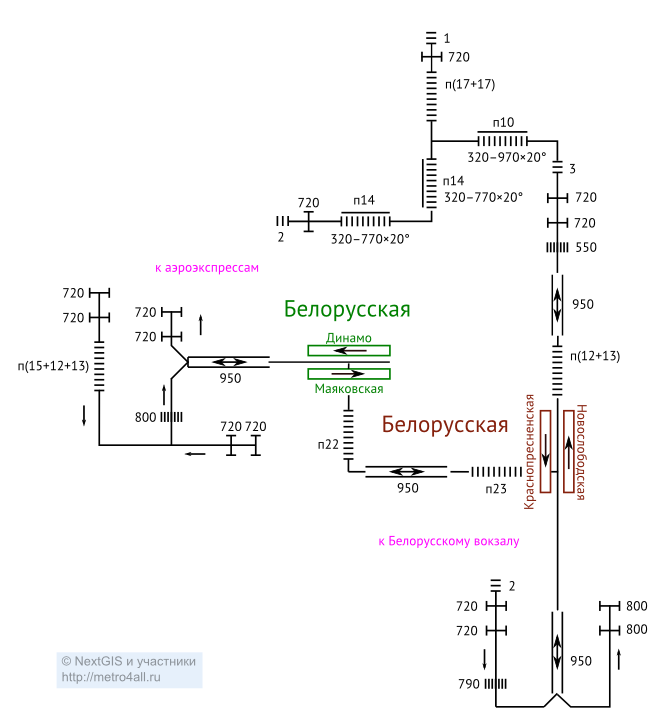 1
720
п(17+17)
п10
320–970×20°
3
п14
320–770×20°
720
720
п14
720
2
320–770×20°
550
к аэроэкспрессам
720
720
950
720
720
Белорусская
Динамо
п(15+12+13)
950
Маяковская
п(12+13)
800
720 720
Белорусская
п22
Краснопресненская
Новослободская
950
п23
к Белорусскому вокзалу
2
720
800
720
800
950
790
© NextGIS и участники
http://metro4all.ru